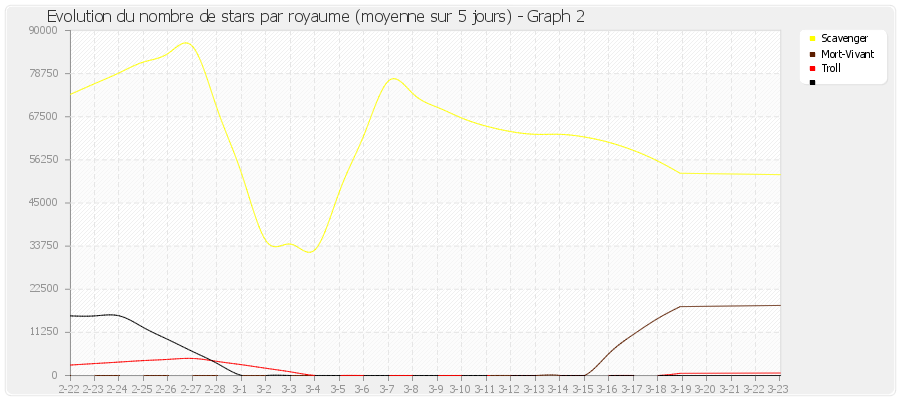 Evolution du nombre de stars par royaume (moyenne sur 5 jours) - Graph 2
90000
78750
67500
56250
45000
33750
22500
11250
0
2-22 2-23 2-24 2-25 2-26 2-27 2-28 3-1 3-2 3-3 3-4 3-5 3-6 3-7 3-8 3-9 3-10 3-11 3-12 3-13 3-14 3-15 3-16 3-17 3-18 3-19 3-20 3-21 3-22 3-23
Scavenger
Mort-Vivant
Troll